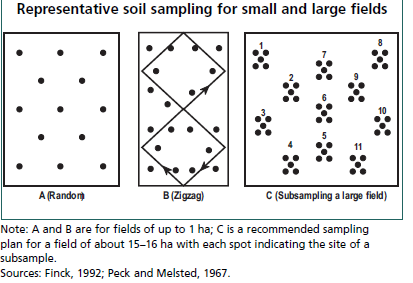 Representative soil sampling for small and large fields
1
2
3
4
5
6
7
8
9
10
11
A (Random)
B (Zigzag)
C (Subsampling a large field)
Note: A and B are for fields of up to 1 ha; C is a recommended sampling
plan for a field of about 15–16 ha with each spot indicating the site of a
subsample.
Sources: Finck, 1992; Peck and Melsted, 1967.